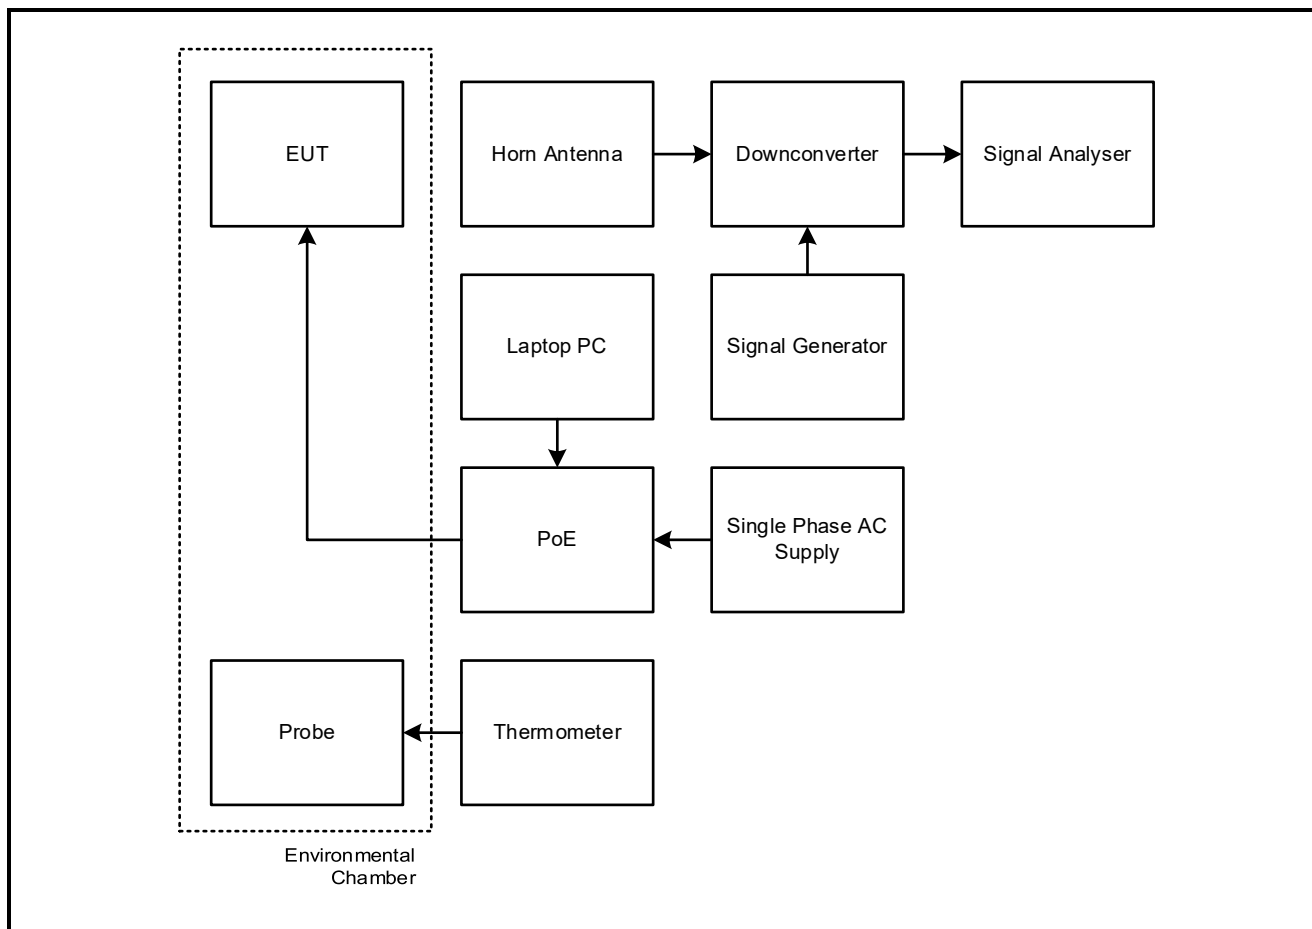 EUT
Horn Antenna
Downconverter
Signal Analyser
Laptop PC
Signal Generator
PoE
Single Phase AC
Supply
Probe
Thermometer
Environmental
Chamber